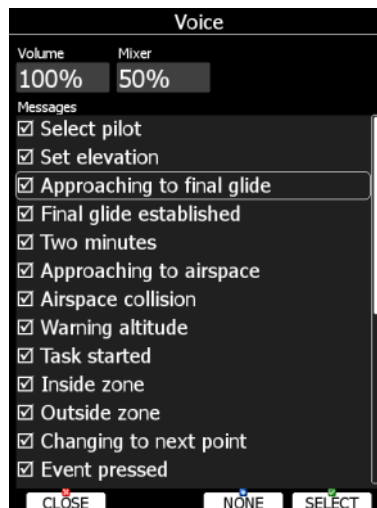 Voice
Volume Mixer
100% 50%
Messages
Select pilot
Set elevation
Approaching to final glide
Final glide established
Two minutes
Approaching to airspace
Airspace collision
Warning altitude
Task started
Inside zone
Outside zone
Changing to next point
Event pressed
CLOSE NONE SELECT